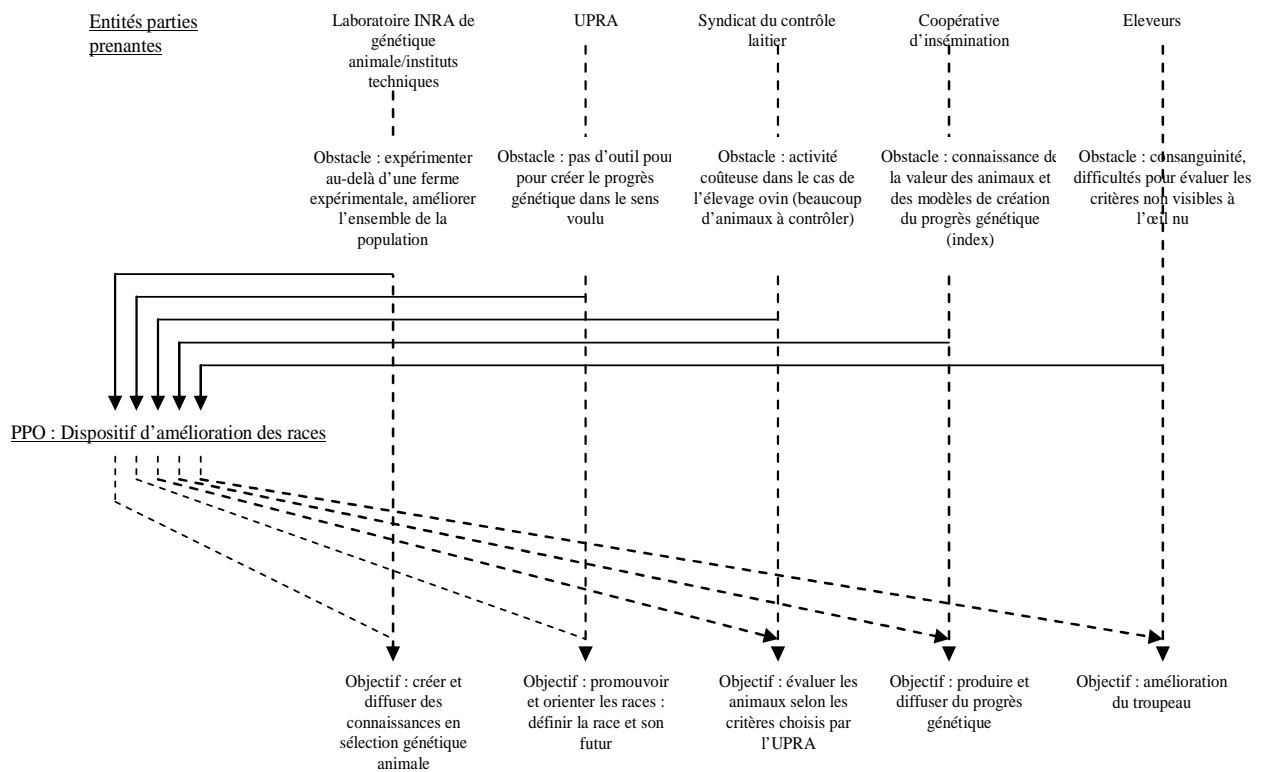 Entités parties
prenantes
Laboratoire INRA de
génétique
animale/instituts
techniques
UPRA
Syndicat du contrôle
laitier
Coopérative
d’insémination
Eleveurs
Obstacle : expérimenter
au-delà d’une ferme
expérimentale, améliorer
l’ensemble de la
population
Obstacle : pas d’outil pour
pour créer le progrès
génétique dans le sens
voulu
Obstacle : activité
coûteuse dans le cas de
l’élevage ovin (beaucoup
d’animaux à contrôler)
Obstacle : connaissance de
la valeur des animaux et
des modèles de création
du progrès génétique
(index)
Obstacle : consanguinité,
difficultés pour évaluer les
critères non visibles à
l’œil nu
PPO : Dispositif d’amélioration des races
Objectif : créer et
diffuser des
connaissances en
sélection génétique
animale
Objectif : promouvoir
et orienter les races :
définir la race et son
futur
Objectif : évaluer les
animaux selon les
critères choisis par
l’UPRA
Objectif : produire et
diffuser du progrès
génétique
Objectif : amélioration
du troupeau